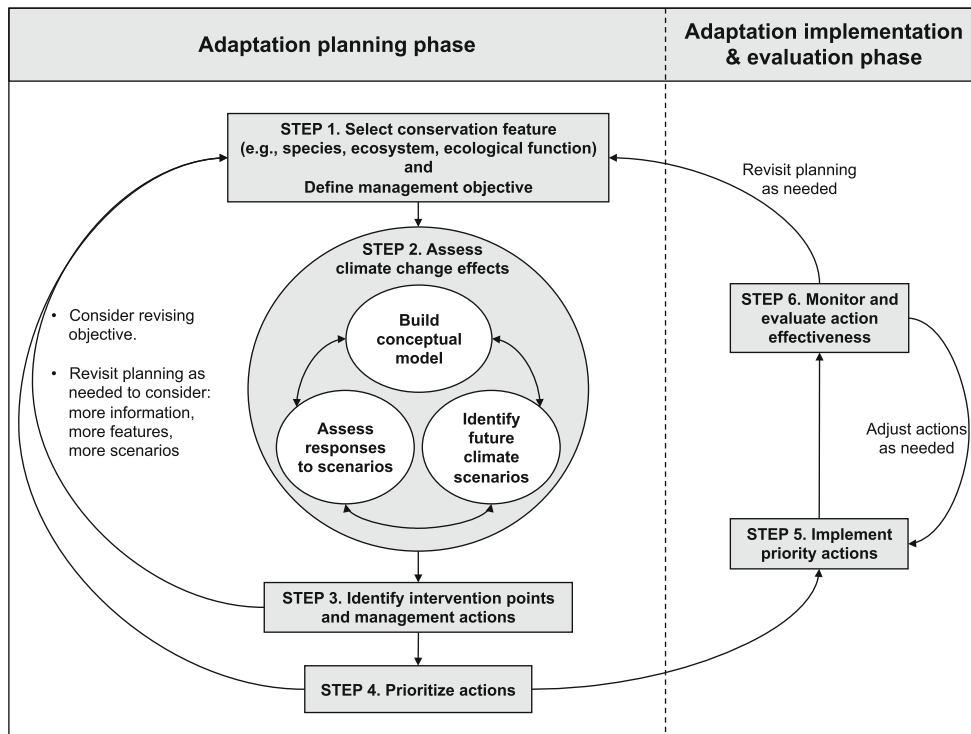 Adaptation planning phase
Adaptation implementation
& evaluation phase
STEP 1. Select conservation feature
(e.g., species, ecosystem, ecological function)
and
Define management objective
STEP 2. Assess
climate change effects
Build
conceptual
model
Assess
responses
to scenarios
Identify
future
climate
scenarios
• Consider revising
objective.
• Revisit planning as
needed to consider:
more information,
more features,
more scenarios
STEP 3. Identify intervention points
and management actions
STEP 4. Prioritize actions
Revisit planning
as needed
STEP 6. Monitor and
evaluate action
effectiveness
Adjust actions
as needed
STEP 5. Implement
priority actions